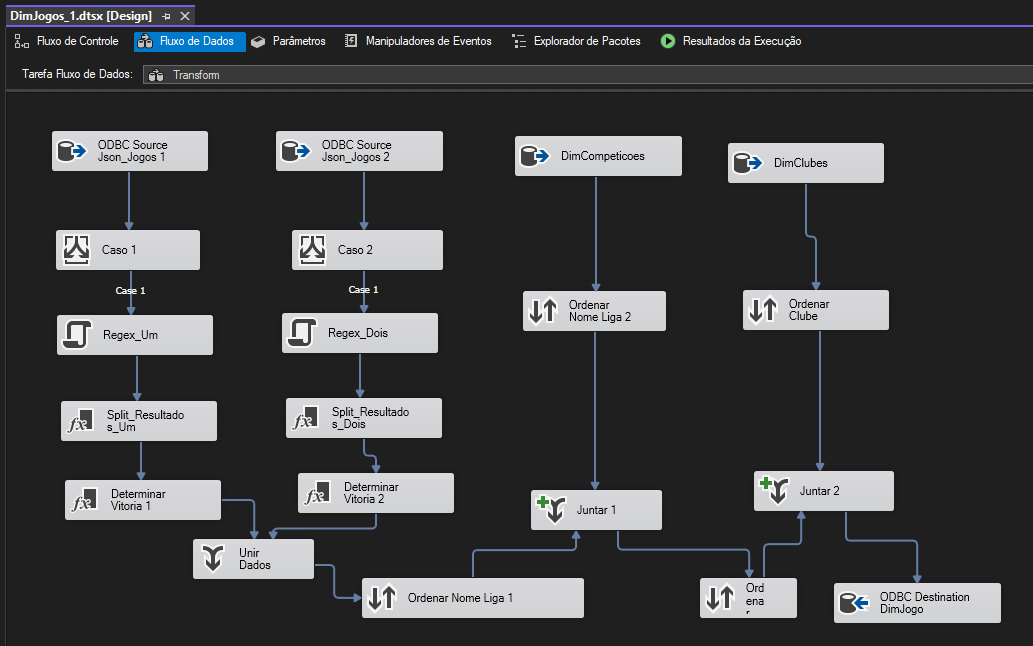 DimJogos_1.dtsx [Design]
Fluxo de Controle
Fluxo de Dados
Parâmetros
Manipuladores de Eventos
Explorador de Pacotes
Resultados da Execução
Tarefa Fluxo de Dados:
Transform
ODBC Source
Json_Jogos 1
ODBC Source
Json_Jogos 2
DimCompeticoes
DimClubes
Caso 1
Caso 2
Case 1
Case 1
Ordenar
Nome Liga 2
Ordenar
Clube
Regex_Um
Regex_Dois
Split_Resultado
s_Um
Split_Resultado
s_Dois
Determinar
Vitoria 1
Determinar
Vitoria 2
Juntar 1
Juntar 2
Unir
Dados
Ordenar Nome Liga 1
Ord
ena
ODBC Destination
DimJogo